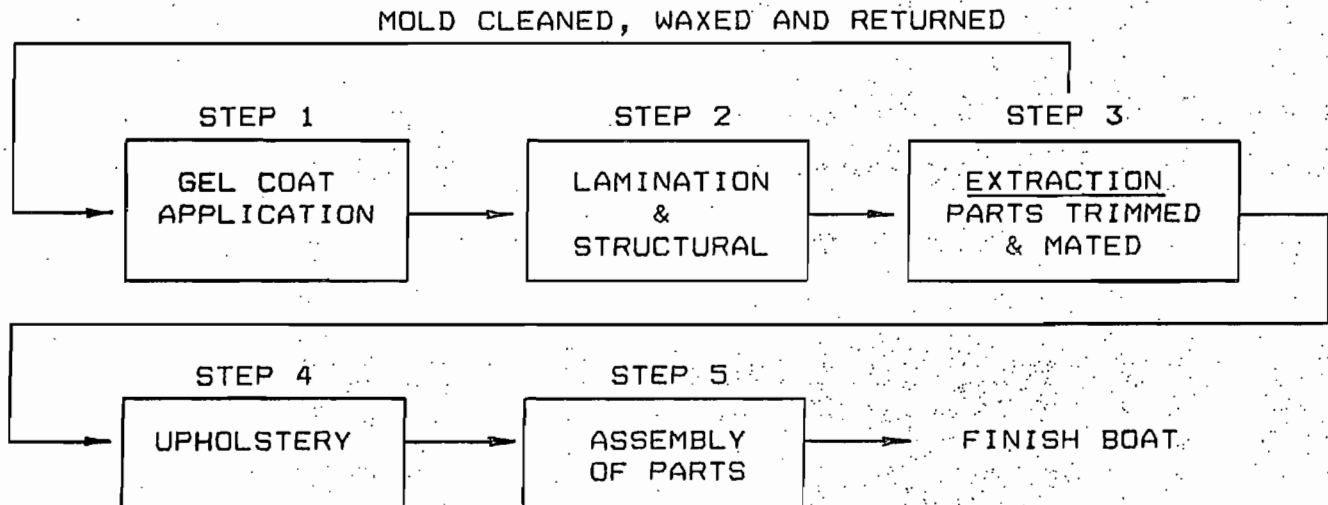 MOLD CLEANED, WAXED AND RETURNED
STEP 1
GEL COAT
APPLICATION
STEP 2
LAMINATION
&
STRUCTURAL
STEP 3
EXTRACTION
PARTS TRIMMED
& MATED
STEP 4
UPHOLSTERY
STEP 5
ASSEMBLY
OF PARTS
FINISH BOAT